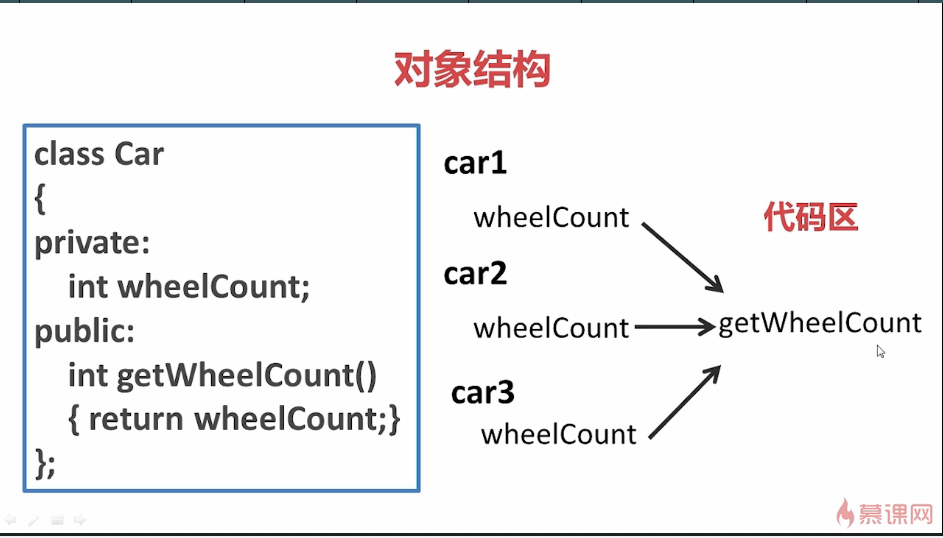 对象结构
class Car
{
private:
int wheelCount;
public:
int getWheelCount()
{ return wheelCount;}
};
car1
wheelCount
car2
wheelCount
car3
wheelCount
代码区
getWheelCount
慕课网